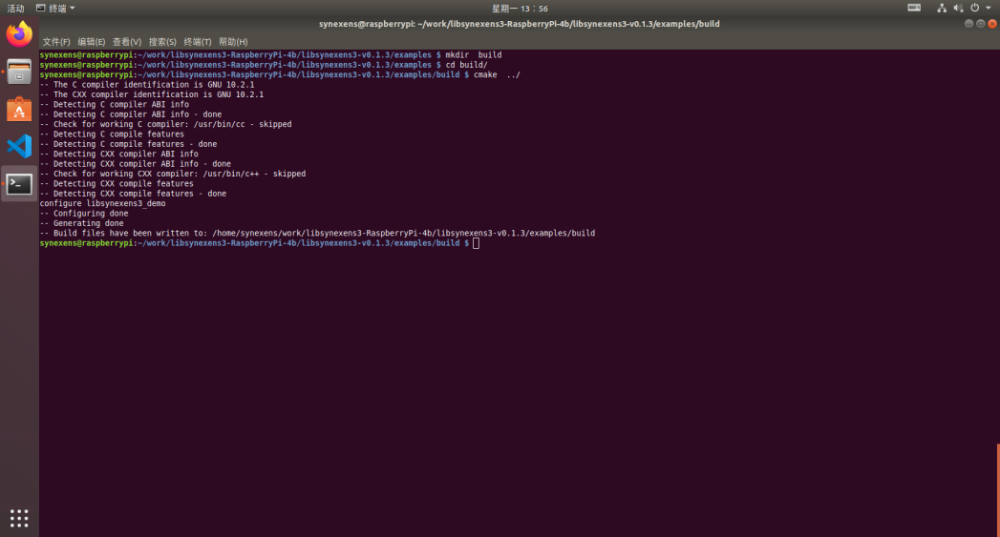 活动 终端 星期一 13：56
synexens@raspberrypi: ~/work/libsynexens3-RaspberryPi-4b/libsynexens3-v0.1.3/examples/build
文件(F) 编辑(E) 查看(V) 搜索(S) 终端(T) 帮助(H)
synexens@raspberrypi:~/work/libsynexens3-RaspberryPi-4b/libsynexens3-v0.1.3/examples $ mkdir  build
synexens@raspberrypi:~/work/libsynexens3-RaspberryPi-4b/libsynexens3-v0.1.3/examples $ cd build/
synexens@raspberrypi:~/work/libsynexens3-RaspberryPi-4b/libsynexens3-v0.1.3/examples/build $ cmake  ../
-- The C compiler identification is GNU 10.2.1
-- The CXX compiler identification is GNU 10.2.1
-- Detecting C compiler ABI info
-- Detecting C compiler ABI info - done
-- Check for working C compiler: /usr/bin/cc - skipped
-- Detecting C compile features
-- Detecting C compile features - done
-- Detecting CXX compiler ABI info
-- Detecting CXX compiler ABI info - done
-- Check for working CXX compiler: /usr/bin/c++ - skipped
-- Detecting CXX compile features
-- Detecting CXX compile features - done
configure libsynexens3_demo
-- Configuring done
-- Generating done
-- Build files have been written to: /home/synexens/work/libsynexens3-RaspberryPi-4b/libsynexens3-v0.1.3/examples/build
synexens@raspberrypi:~/work/libsynexens3-RaspberryPi-4b/libsynexens3-v0.1.3/examples/build $